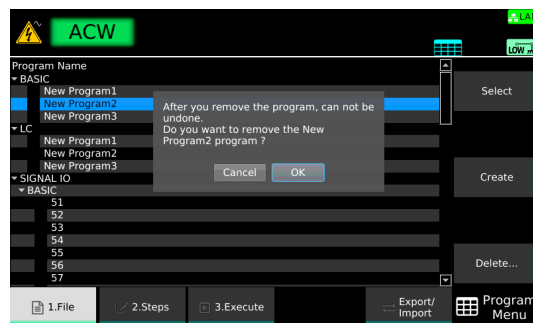 ACW
LA
LOW
Program Name
BASIC
New Program1
New Program2
New Program3
LC
New Program1
New Program2
New Program3
SIGNAL IO
BASIC
51
52
53
54
55
56
57
After you remove the program, can not be
undone.
Do you want to remove the New
Program2 program ?
Cancel
OK
Select
Create
Delete...
1.File
2.Steps
3.Execute
Export/
Import
Program
Menu